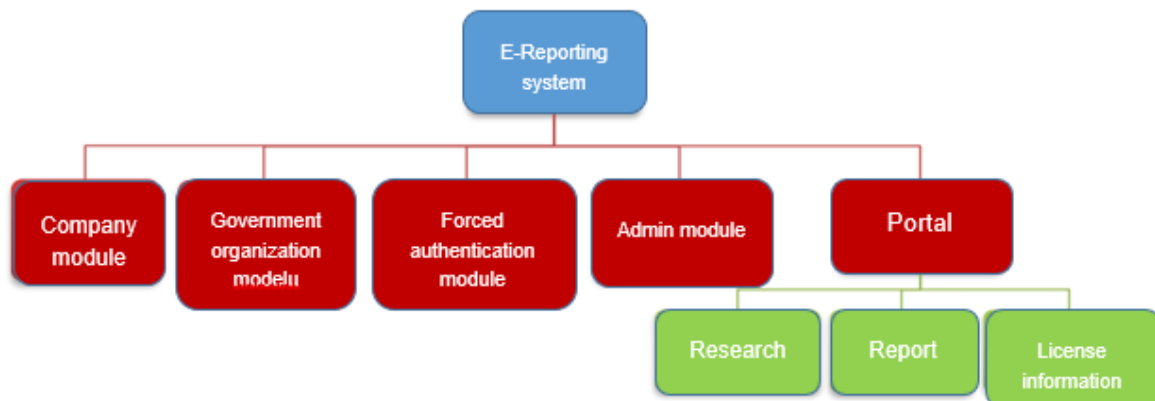 E-Reporting
system
Company
module
Government
organization
modelu
Forced
authentication
module
Admin module
Portal
Research
Report
License
information